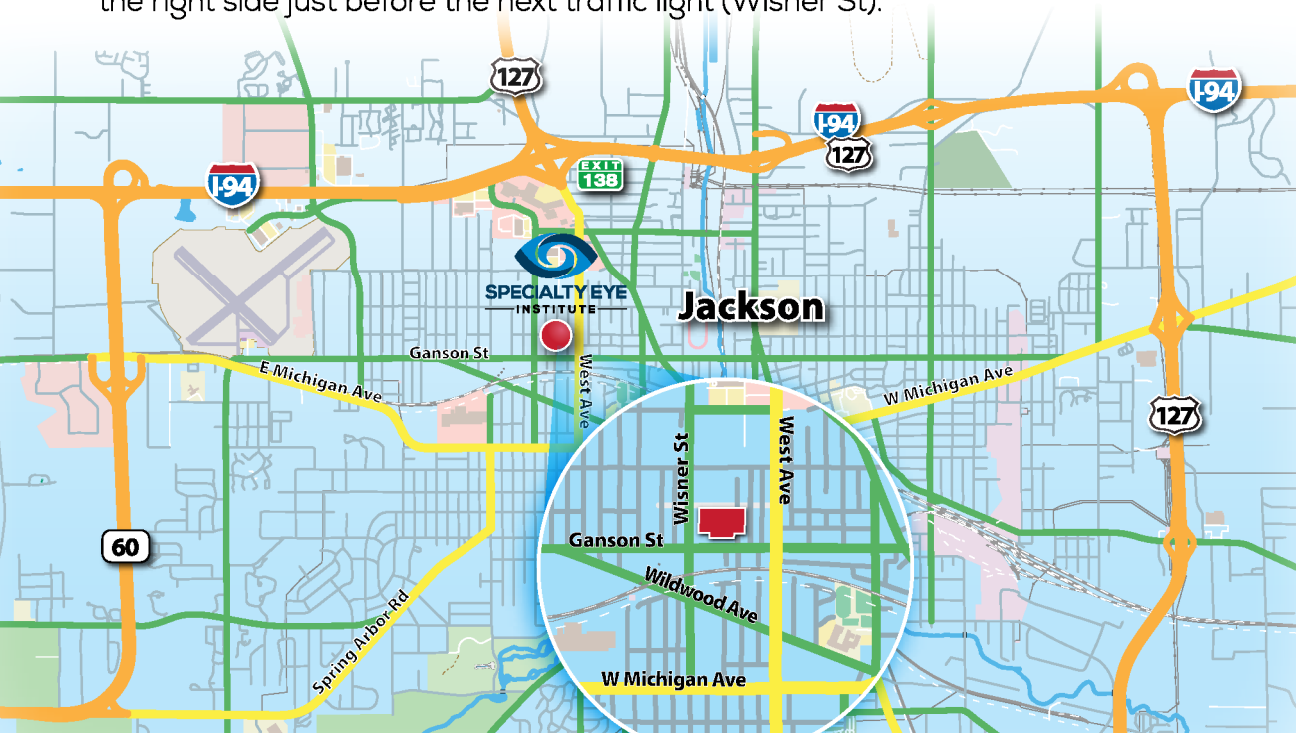 the right side just before the next traffic light (Wisner St).
127
I-94
I-94
127
EXIT
138
I-94
SPECIALTY EYE
INSTITUTE
Jackson
Ganson St
E Michigan Ave
West Ave
W Michigan Ave
127
Wisner St
West Ave
Ganson St
60
Wildwood Ave
Spring Arbor Rd
W Michigan Ave